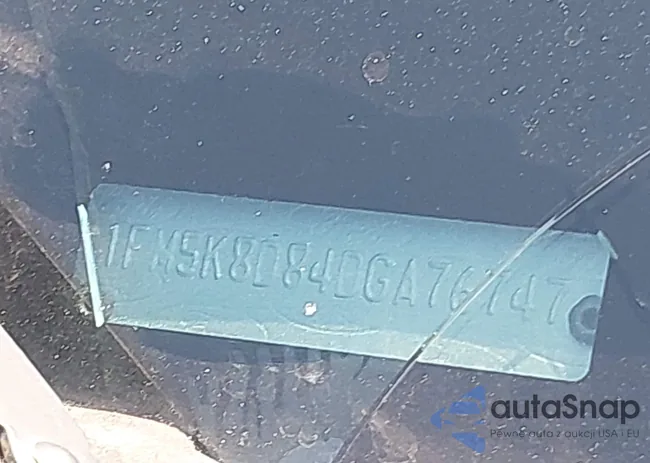 1FM5K8D84DGA76747
autaSnap
Pewne auta z aukcji USA i EU